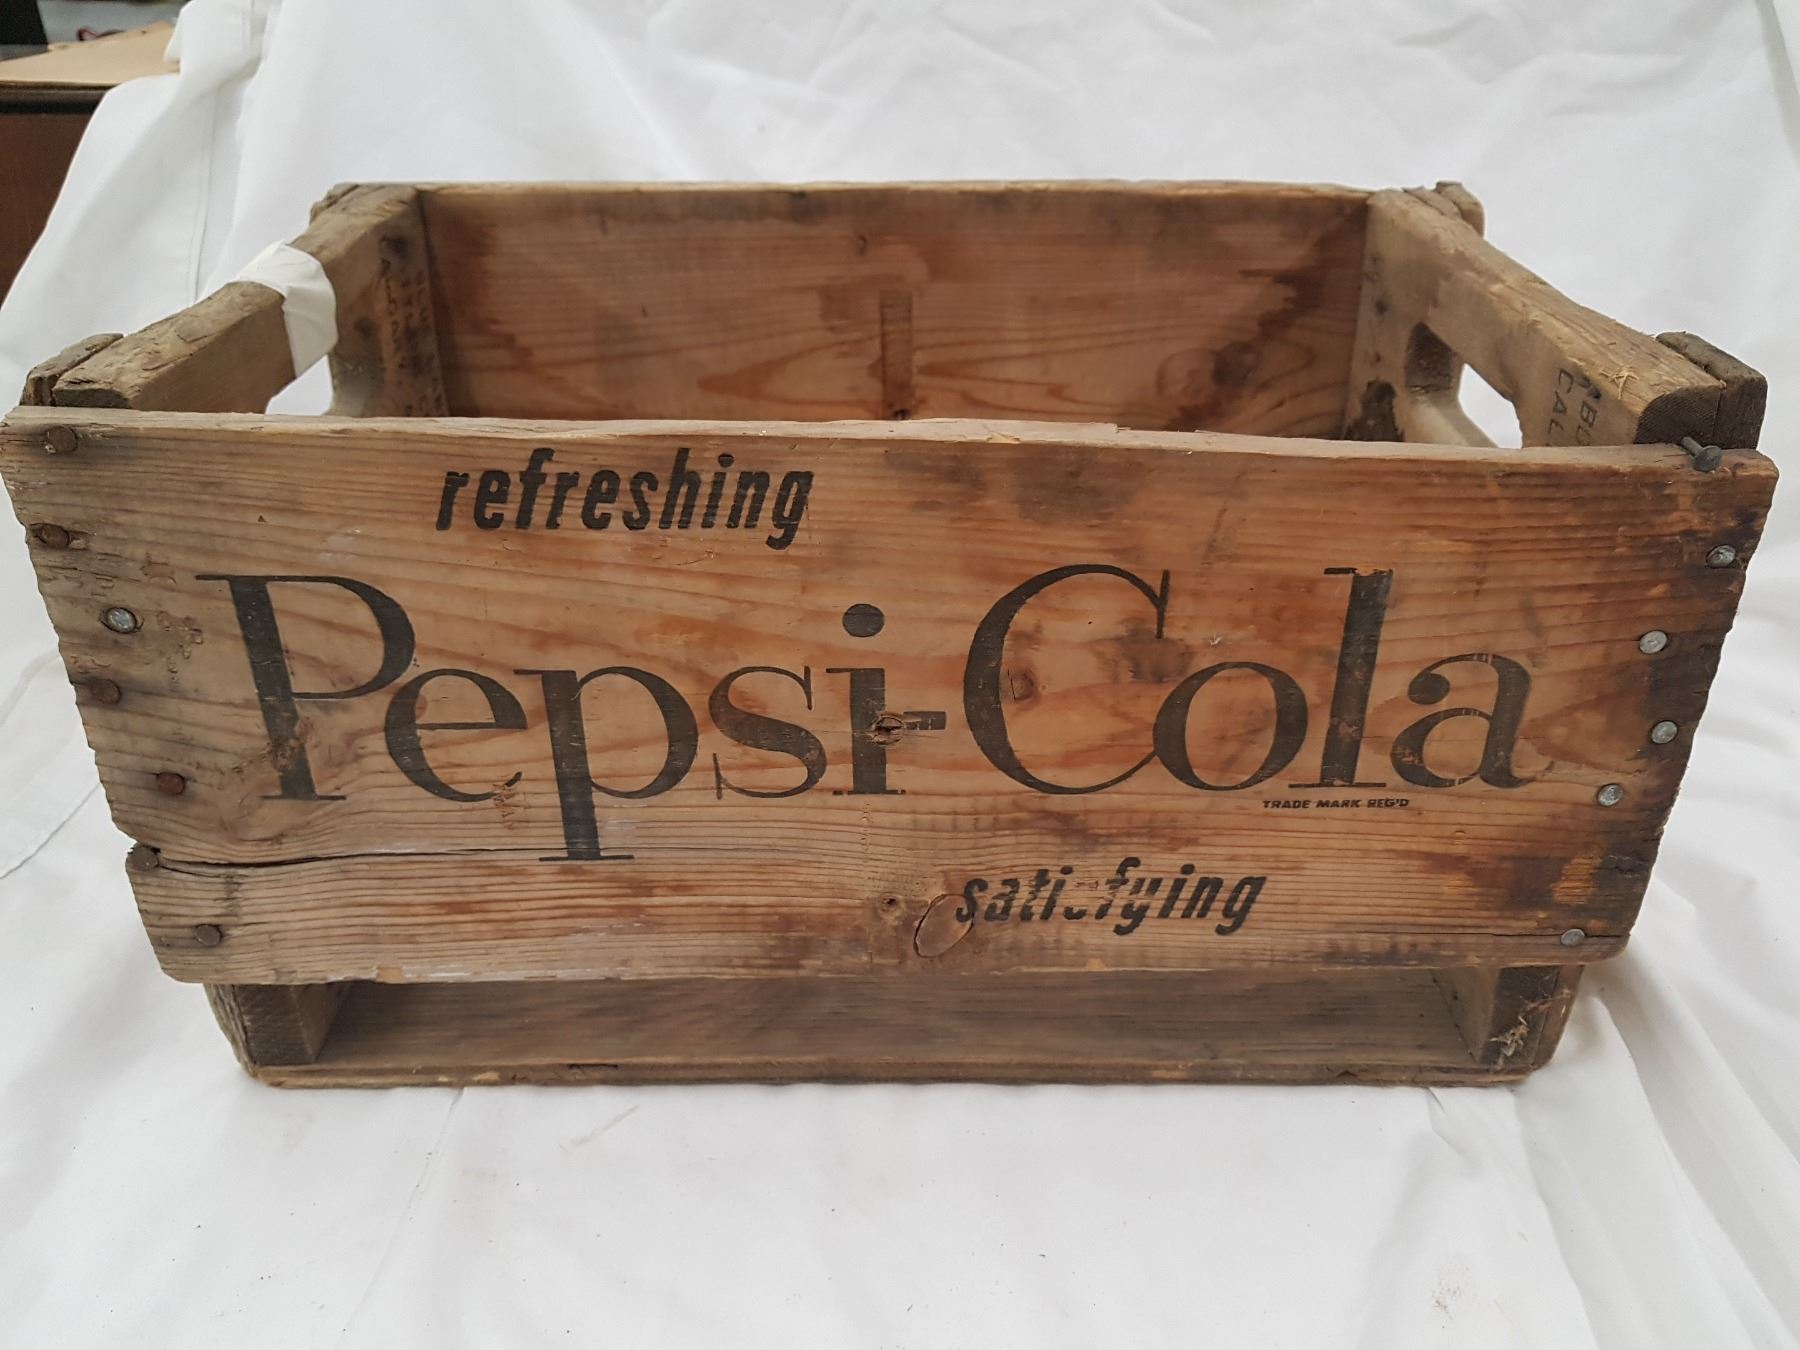 refreshing
Pepsi-Cola
TRADE MARK REG'D
satisfying